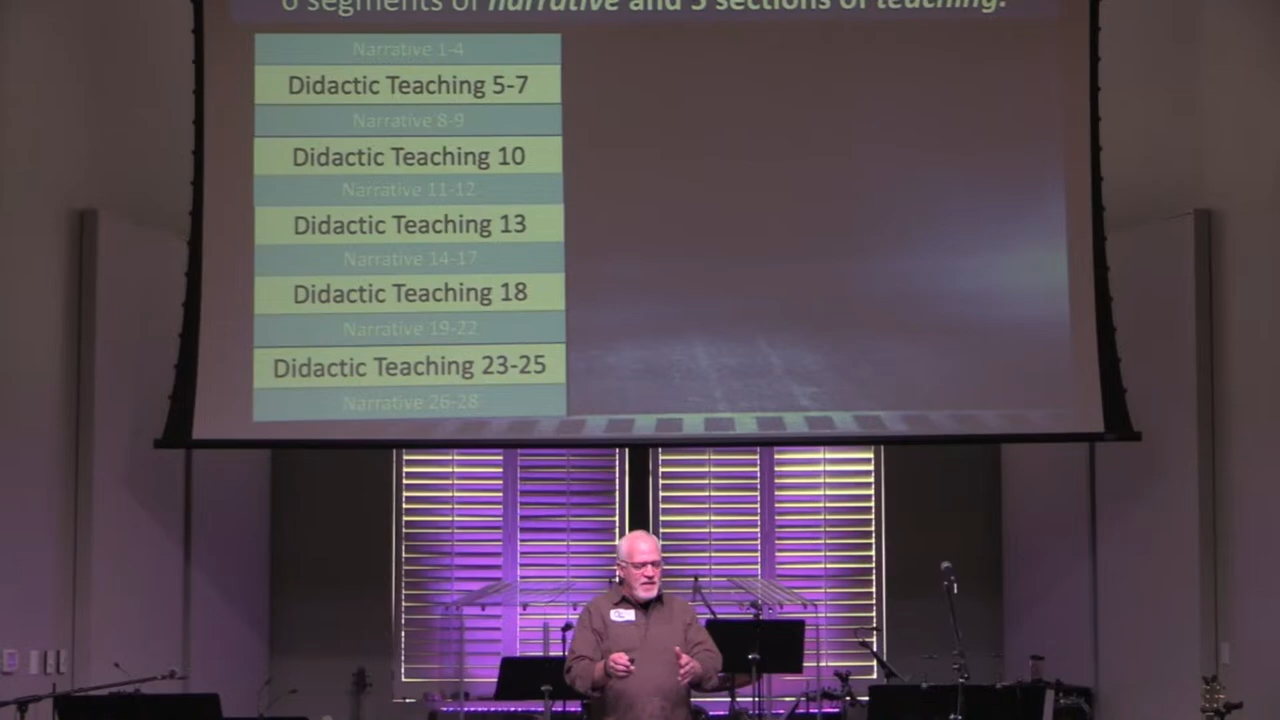 6 segments of narrative and 5 sections of teaching.
Narrative 1-4
Didactic Teaching 5-7
Narrative 8-9
Didactic Teaching 10
Narrative 11-12
Didactic Teaching 13
Narrative 14-17
Didactic Teaching 18
Narrative 19-22
Didactic Teaching 23-25
Narrative 26-28